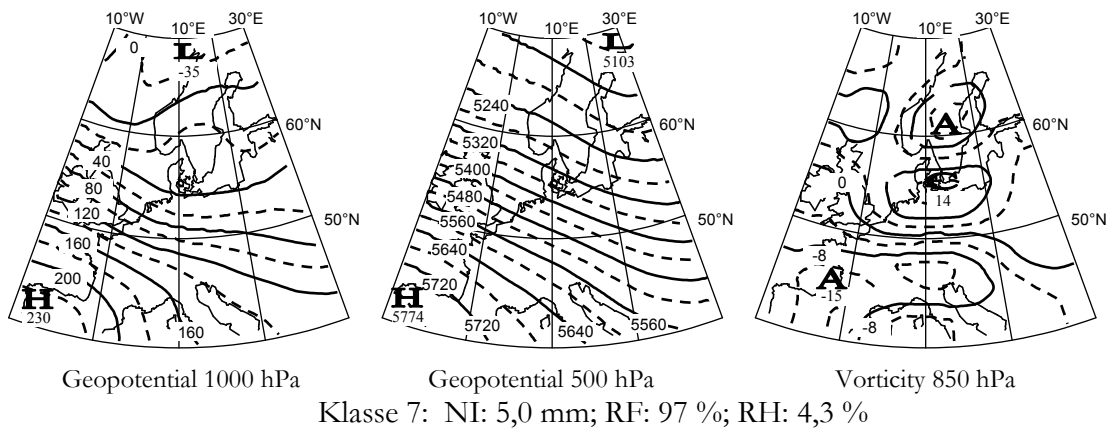 10°W 10°E 30°E
0 L -35
60°N
40
80
120
50°N
160
200
H
230
160
Geopotential 1000 hPa
10°W 10°E 30°E
L
5103
5240
60°N
5320
5400
5480
5560
50°N
5640
5720
H
5774
5720 5640 5560
Geopotential 500 hPa
10°W 10°E 30°E
A
60°N
0
14
50°N
-8
A
-15
-8
Vorticity 850 hPa
Klasse 7: NI: 5,0 mm; RF: 97 %; RH: 4,3 %